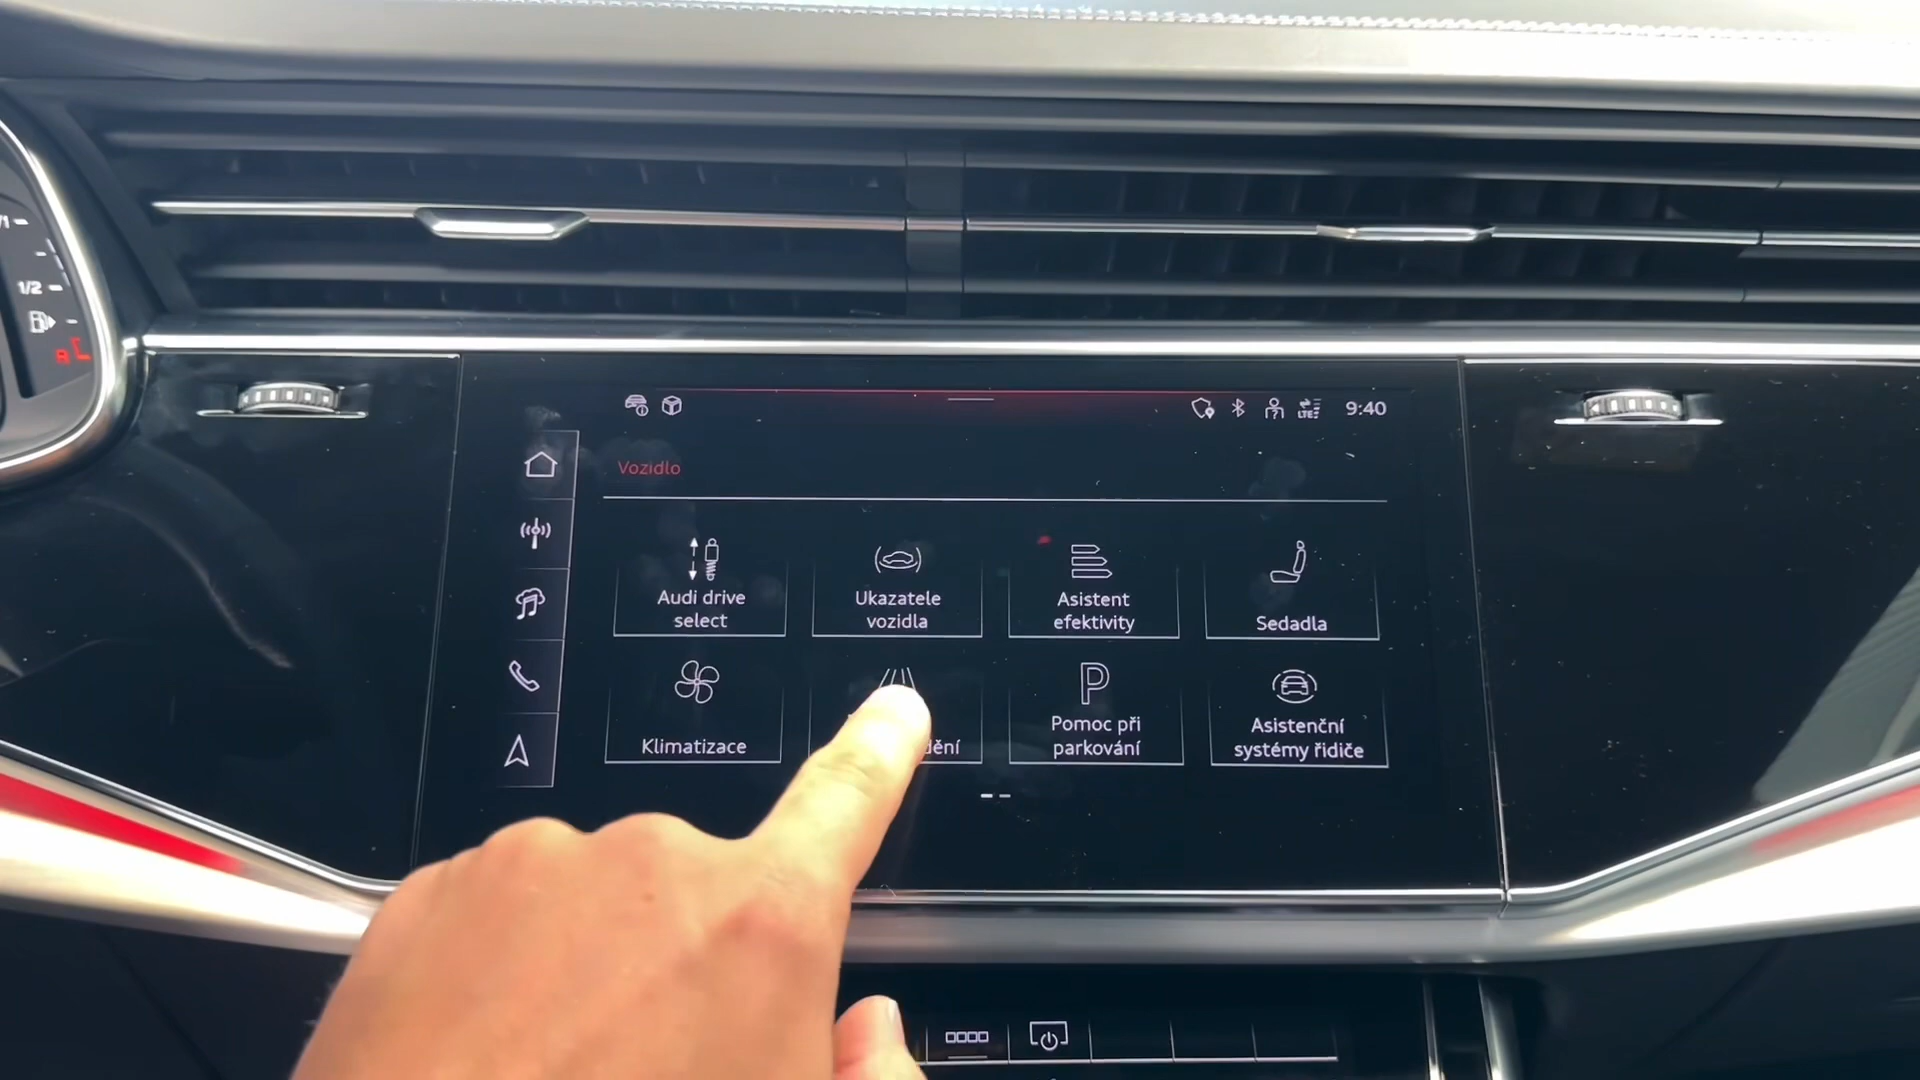 1/2
LTE
9:40
Vozidlo
Audi drive
select
Ukazatele
vozidla
Asistent
efektivity
Sedadla
Klimatizace
Pomoc při
parkování
Asistenční
systémy řidiče